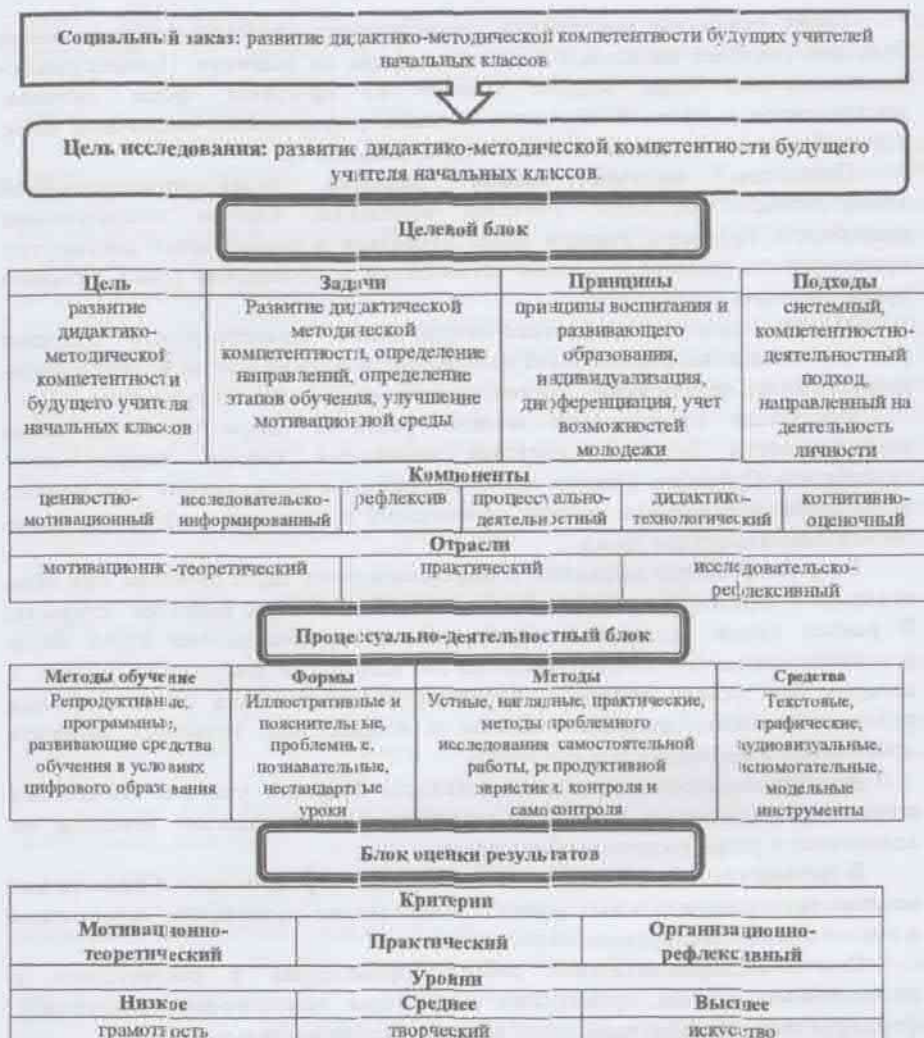 Социальный заказ: развитие дидактико-методической компетентности будущих учителей
начальных классов
Цель исследования: развитие дидактико-методической компетентности будущего
учителя начальных классов.
Целевой блок
Цель
развитие
дидактико-
методической
компетентности
будущего учителя
начальных классов
Задачи
Развитие дидактической
методической
компетентности, определение
направлений, определение
этапов обучения, улучшение
мотивационной среды
Принципы
принципы воспитания и
развивающего
образования,
индивидуализация,
дифференциация, учет
возможностей
молодежи
Подходы
системный,
компетентностно-
деятельностный
подход,
направленный на
деятельность
личности
Компоненты
ценностно-
мотивационный
исследовательско-
информированный
рефлексив
процессуально-
деятельностный
дидактико-
технологический
когнитивно-
оценочный
Отрасли
мотивационно-теоретический
практический
исследовательско-
рефлексивный
Процессуально-деятельностный блок
Методы обучение
Репродуктивные,
программные,
развивающие средства
обучения в условиях
цифрового образования
Формы
Иллюстративные и
пояснительные,
проблемные,
познавательные,
нестандартные
уроки
Методы
Устные, наглядные, практические,
методы проблемного
исследования самостоятельной
работы, репродуктивной
эвристика, контроля и
самоконтроля
Средства
Текстовые,
графические,
аудиовизуальные,
вспомогательные,
модельные
инструменты
Блок оценки результатов
Критерии
Мотивационно-
теоретический
Практический
Организационно-
рефлексивный
Уровни
Низкое
Среднее
Высшее
грамотность
творческий
искусство